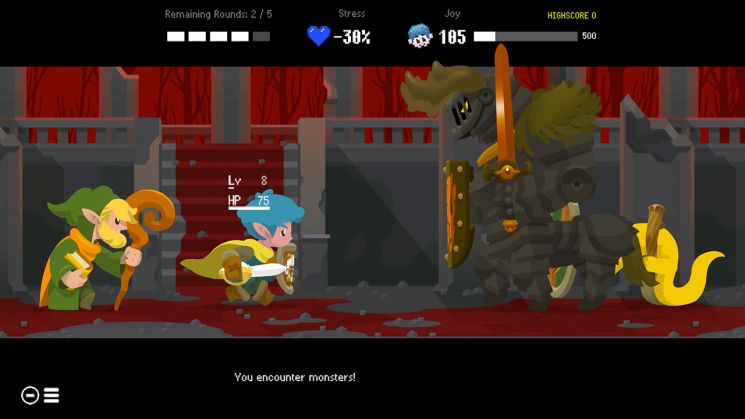 Remaining Rounds: 2 / 5
Stress
Joy
HIGHSCORE 0
-30%
105
500
Lv 8
HP 75
You encounter monsters!